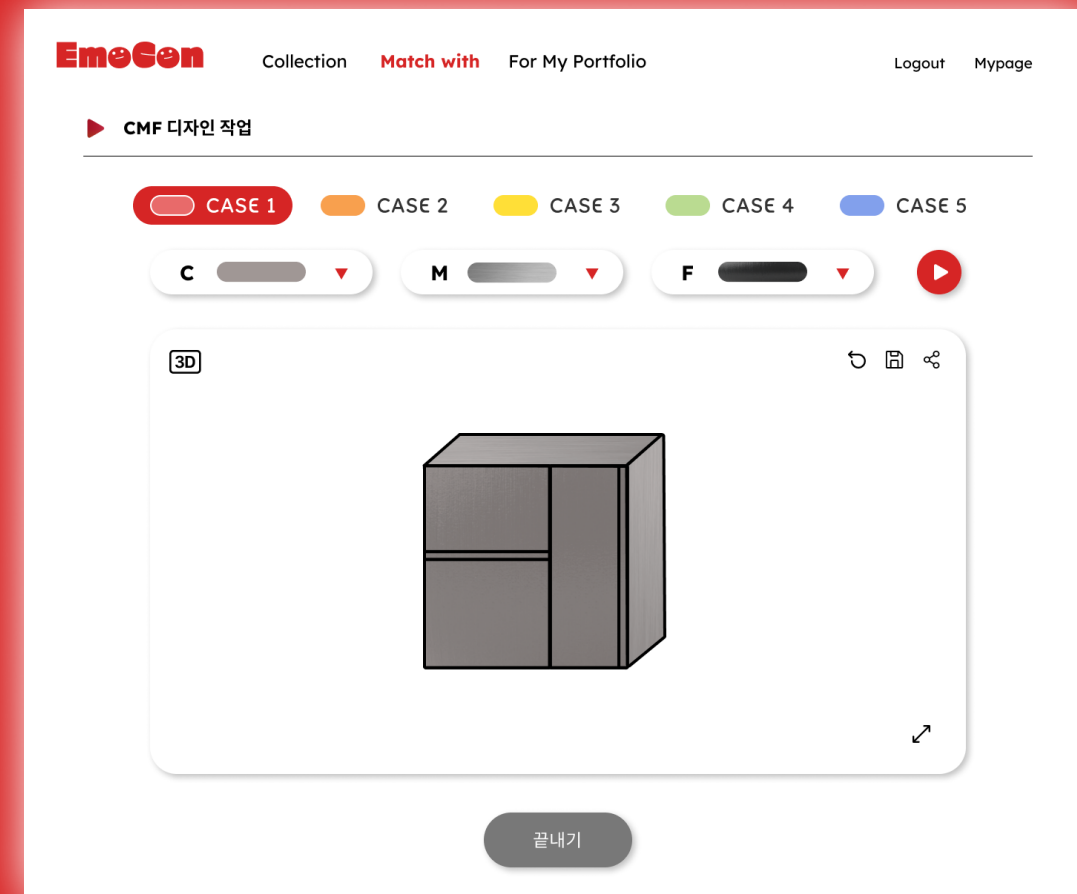 EmoCon
Collection Match with For My Portfolio Logout Mypage
CMF 디자인 작업
CASE 1 CASE 2 CASE 3 CASE 4 CASE 5
C M F
3D
끝내기